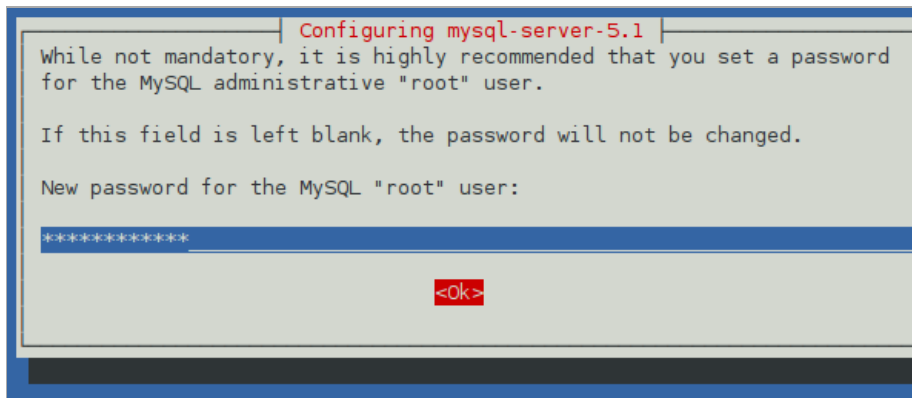 Configuring mysql-server-5.1
While not mandatory, it is highly recommended that you set a password
for the MySQL administrative "root" user.
If this field is left blank, the password will not be changed.
New password for the MySQL "root" user:
************
<Ok>